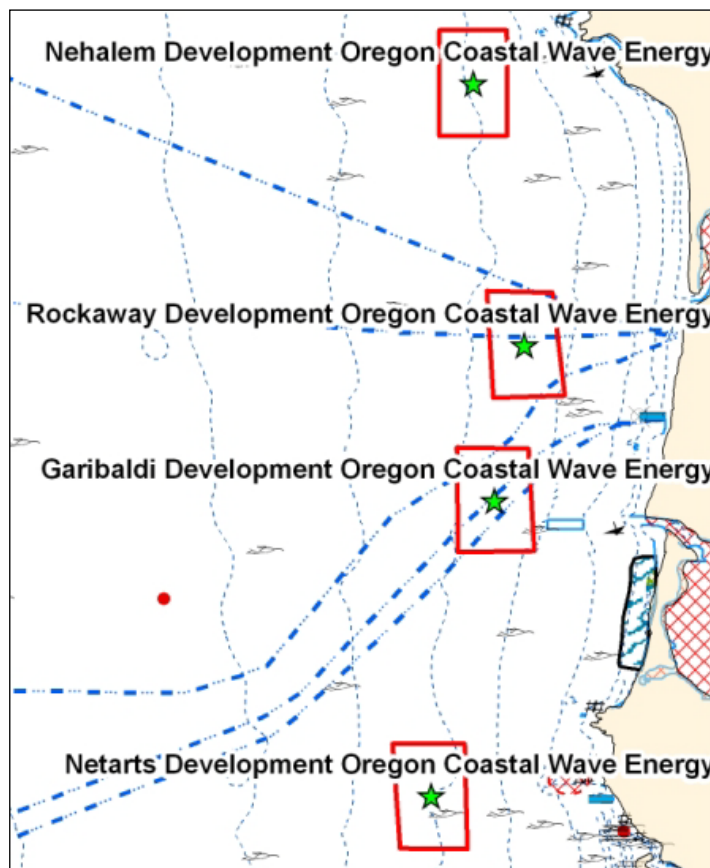 Nehalem Development Oregon Coastal Wave Energy
Rockaway Development Oregon Coastal Wave Energy
Garibaldi Development Oregon Coastal Wave Energy
Netarts Development Oregon Coastal Wave Energy